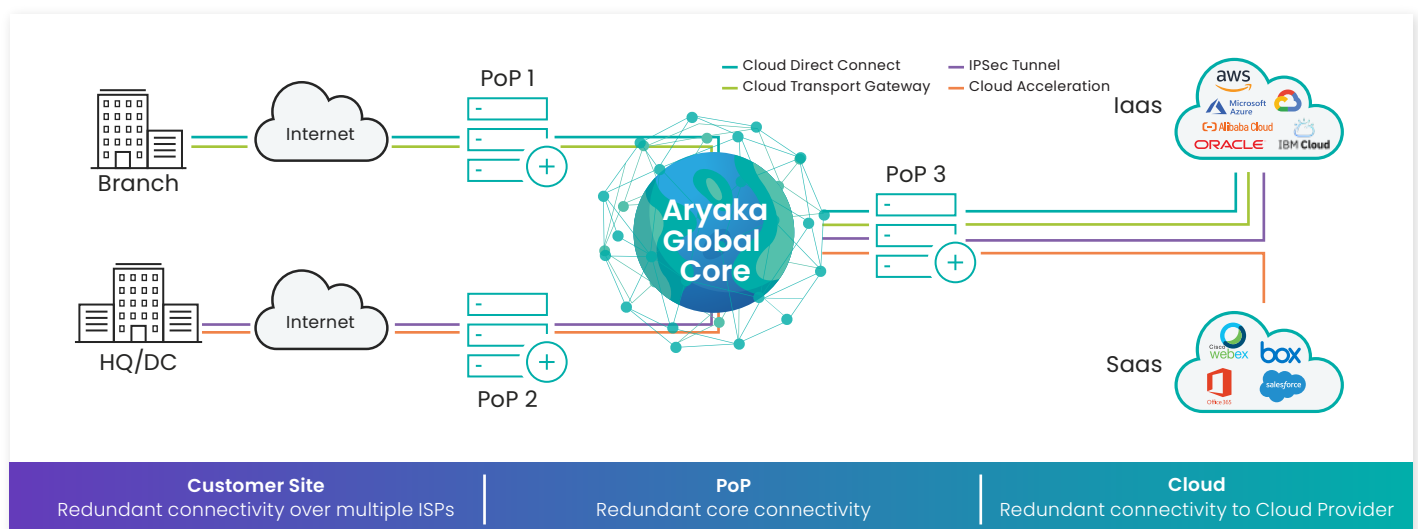 PoP 1
Cloud Direct Connect
IPSec Tunnel
Cloud Transport Gateway
Cloud Acceleration
Iaas
aws
Microsoft
Azure
Alibaba Cloud
ORACLE
IBM Cloud
Internet
Branch
PoP 3
Aryaka
Global
Core
Internet
HQ/DC
PoP 2
Saas
Cisco
webex
box
Office 365
salesforce
Customer Site
Redundant connectivity over multiple ISPs
PoP
Redundant core connectivity
Cloud
Redundant connectivity to Cloud Provider